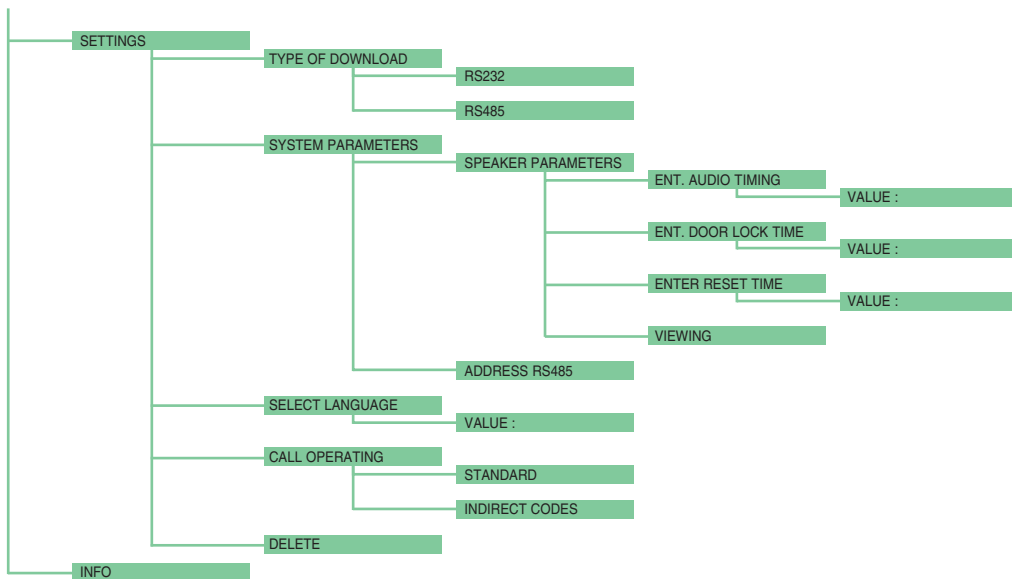 SETTINGS
TYPE OF DOWNLOAD
RS232
RS485
SYSTEM PARAMETERS
SPEAKER PARAMETERS
ENT. AUDIO TIMING
VALUE :
ENT. DOOR LOCK TIME
VALUE :
ENTER RESET TIME
VALUE :
VIEWING
ADDRESS RS485
SELECT LANGUAGE
VALUE :
CALL OPERATING
STANDARD
INDIRECT CODES
DELETE
INFO